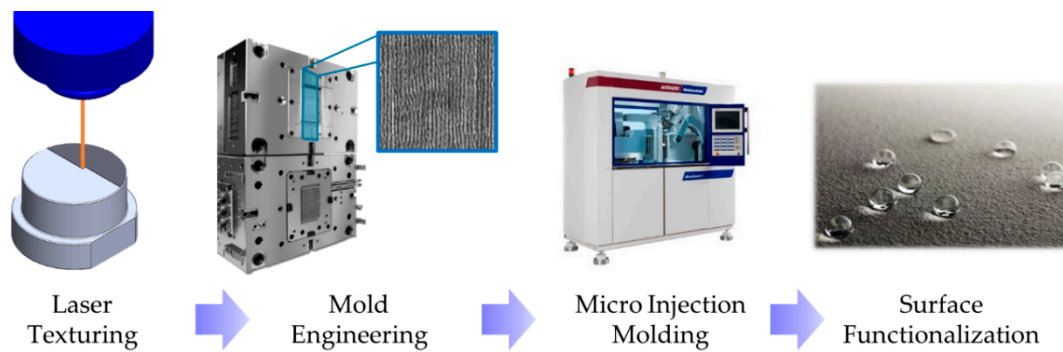 Laser
Texturing
Mold
Engineering
Micro Injection
Molding
Surface
Functionalization